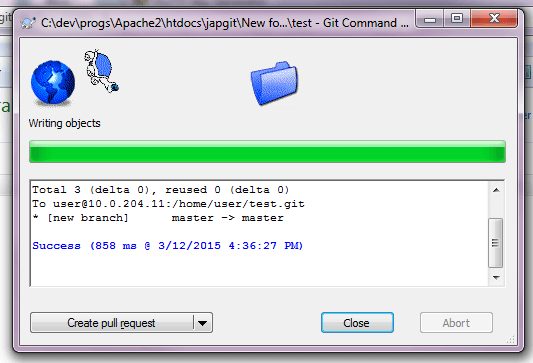 C:\dev\progs\Apache2\htdocs\japgit\New fo...\test - Git Command ...
Writing objects
Total 3 (delta 0), reused 0 (delta 0)
To user@10.0.204.11:/home/user/test.git
* [new branch]      master -> master
Success (858 ms @ 3/12/2015 4:36:27 PM)
Create pull request
Close
Abort